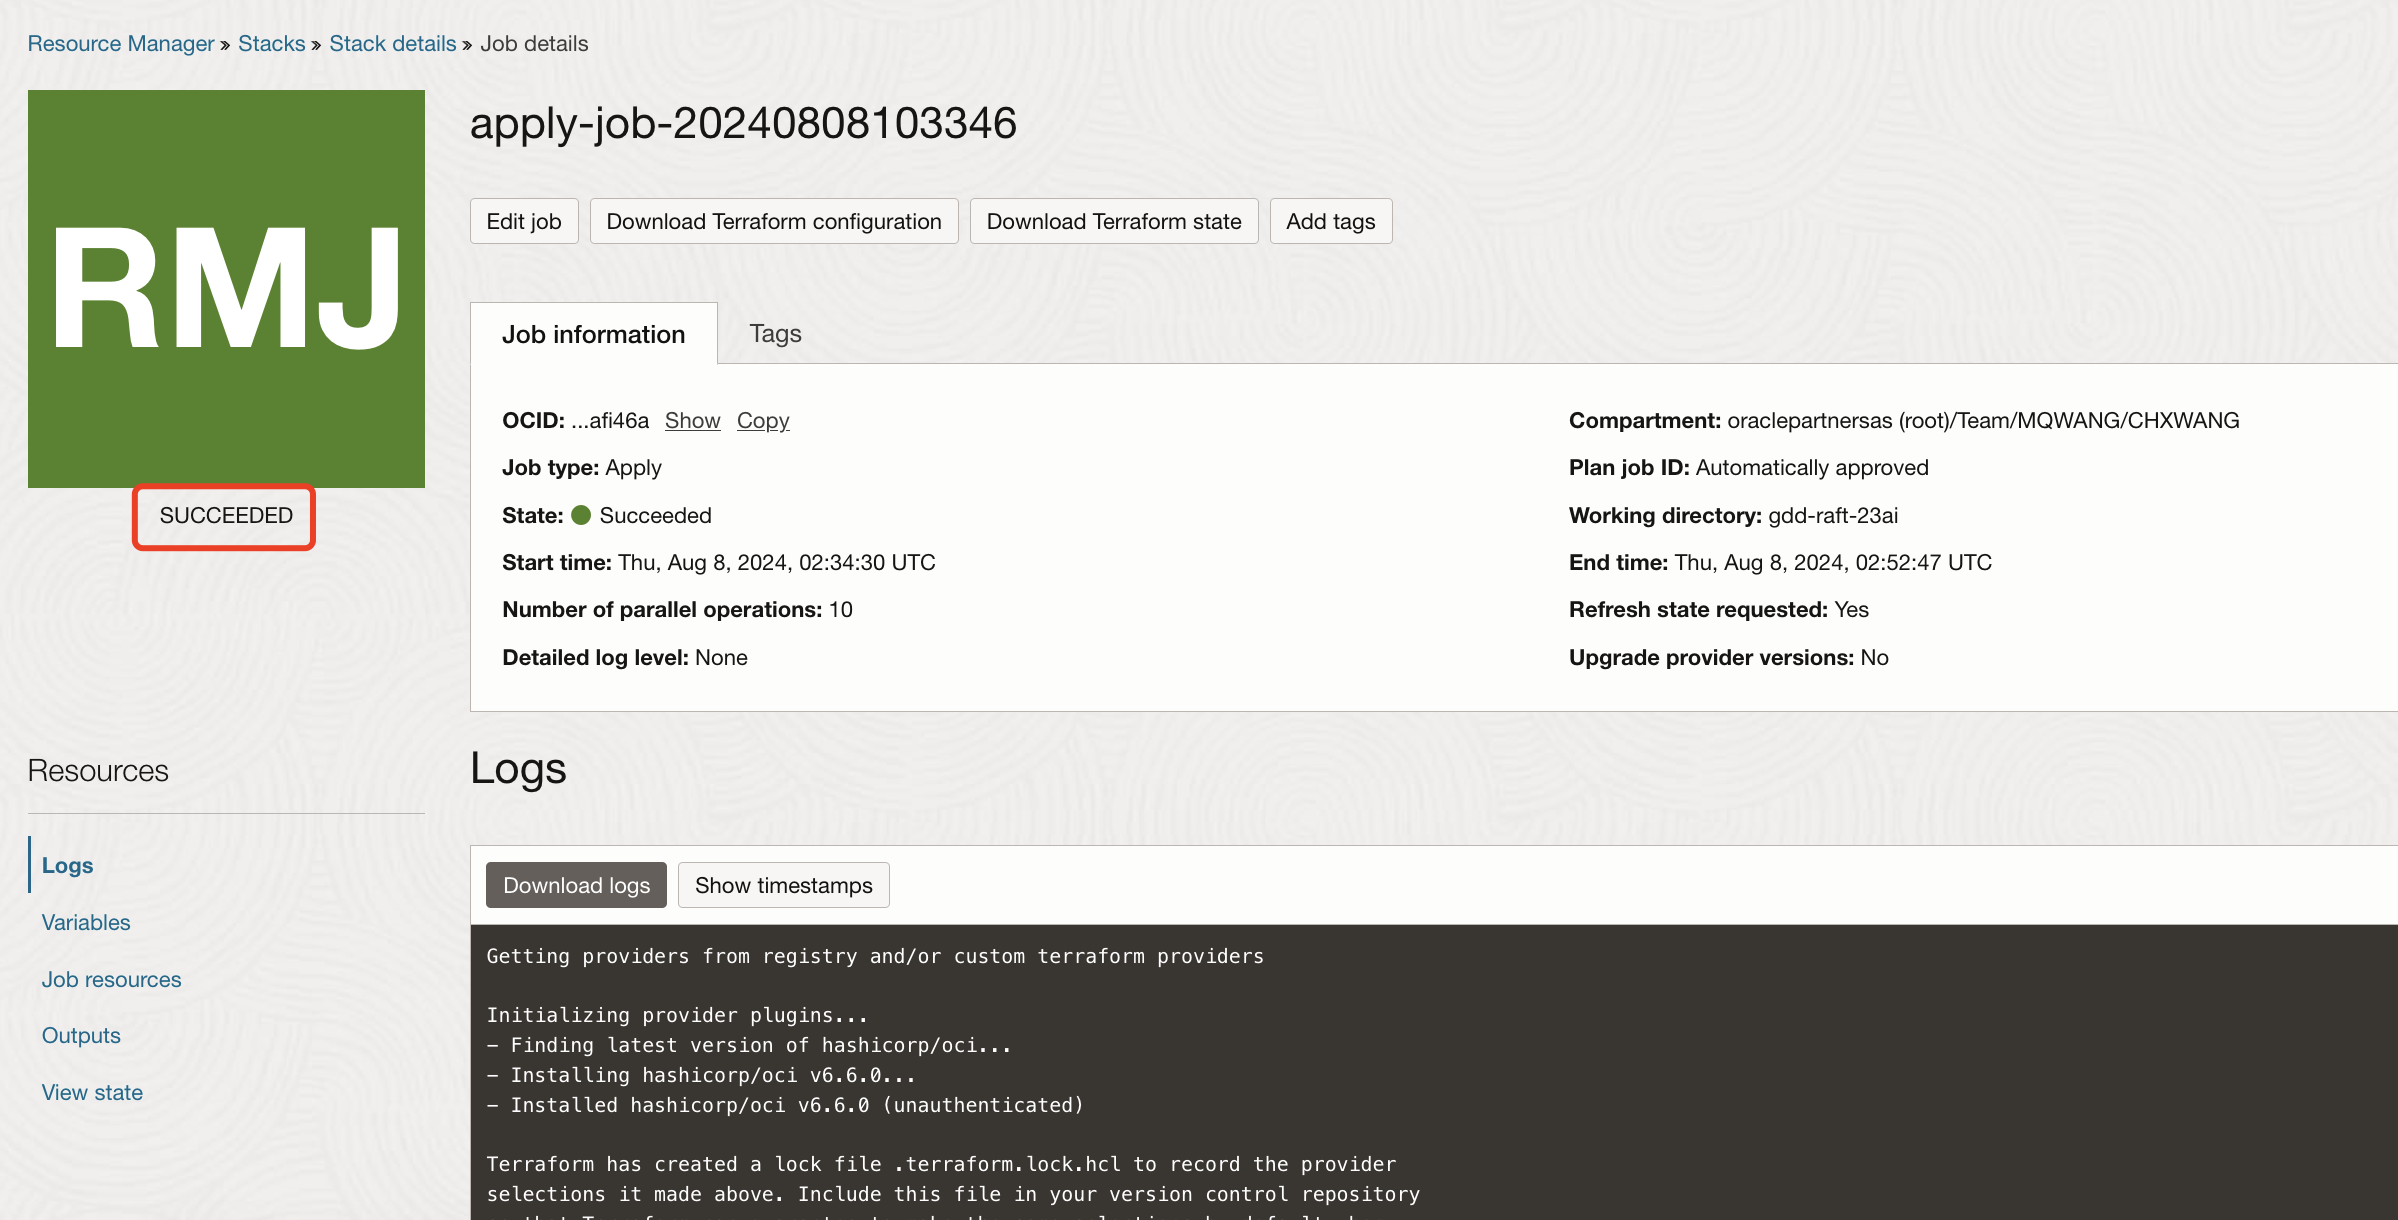 Resource Manager » Stacks » Stack details » Job details
RMJ
SUCCEEDED
apply-job-20240808103346
Edit job
Download Terraform configuration
Download Terraform state
Add tags
Job information
Tags
OCID: ...afi46a Show Copy
Job type: Apply
State: Succeeded
Start time: Thu, Aug 8, 2024, 02:34:30 UTC
Number of parallel operations: 10
Detailed log level: None
Compartment: oraclepartnersas (root)/Team/MQWANG/CHXWANG
Plan job ID: Automatically approved
Working directory: gdd-raft-23ai
End time: Thu, Aug 8, 2024, 02:52:47 UTC
Refresh state requested: Yes
Upgrade provider versions: No
Resources
Logs
Variables
Job resources
Outputs
View state
Logs
Download logs
Show timestamps
Getting providers from registry and/or custom terraform providers
Initializing provider plugins...
- Finding latest version of hashicorp/oci...
- Installing hashicorp/oci v6.6.0...
- Installed hashicorp/oci v6.6.0 (unauthenticated)
Terraform has created a lock file .terraform.lock.hcl to record the provider
selections it made above. Include this file in your version control repository